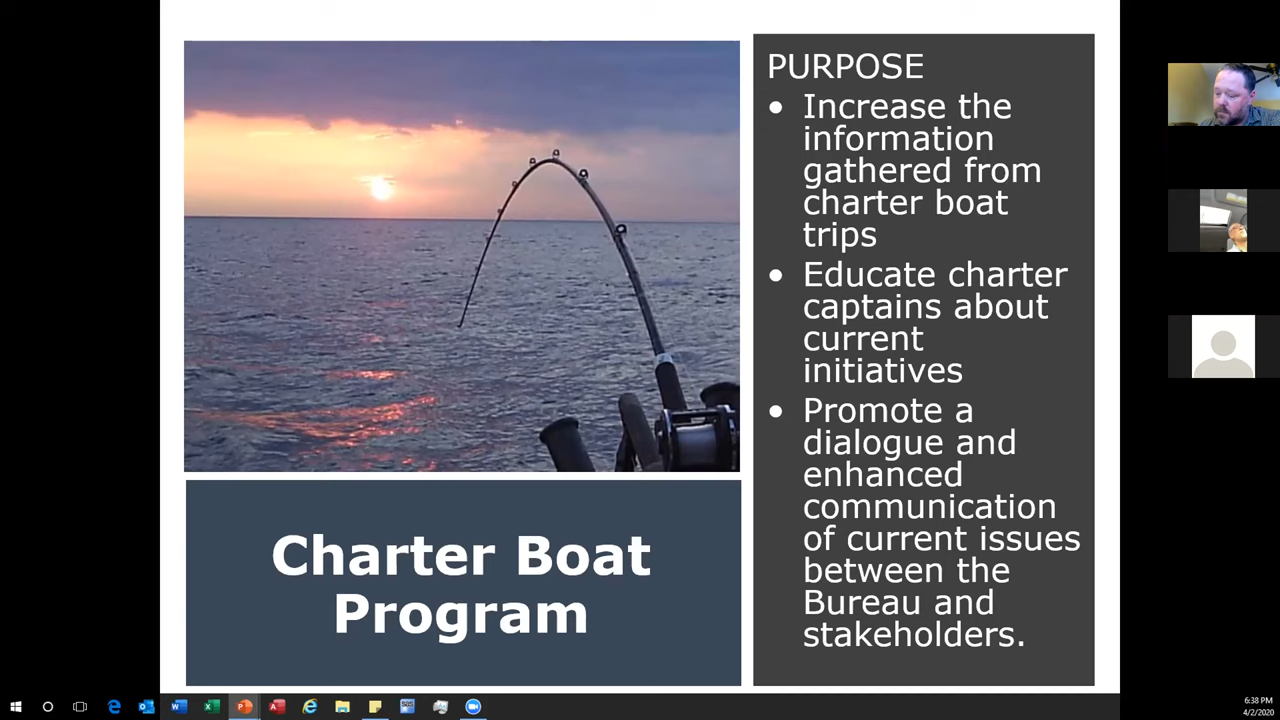 PURPOSE
• Increase the
information
gathered from
charter boat
trips
• Educate charter
captains about
current
initiatives
• Promote a
dialogue and
enhanced
communication
of current issues
between the
Bureau and
stakeholders.
Charter Boat
Program
6:38 PM
4/2/2020